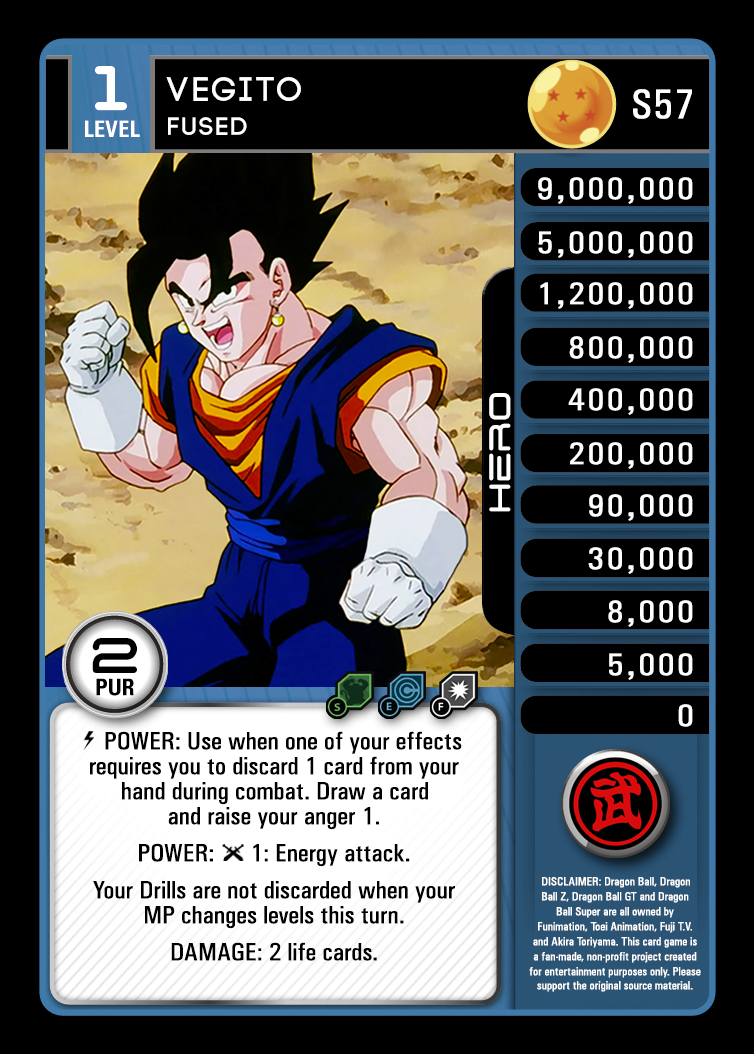 1
LEVEL
VEGITO
FUSED
S57
9,000,000
5,000,000
1,200,000
800,000
400,000
200,000
90,000
30,000
8,000
5,000
0
HERO
2
PUR
S E F
POWER: Use when one of your effects
requires you to discard 1 card from your
hand during combat. Draw a card
and raise your anger 1.
POWER: 1: Energy attack.
Your Drills are not discarded when your
MP changes levels this turn.
DAMAGE: 2 life cards.
武
DISCLAIMER: Dragon Ball, Dragon
Ball Z, Dragon Ball GT and Dragon
Ball Super are all owned by
Funimation, Toei Animation, Fuji T.V.
and Akira Toriyama. This card game is
a fan-made, non-profit project created
for entertainment purposes only. Please
support the original source material.